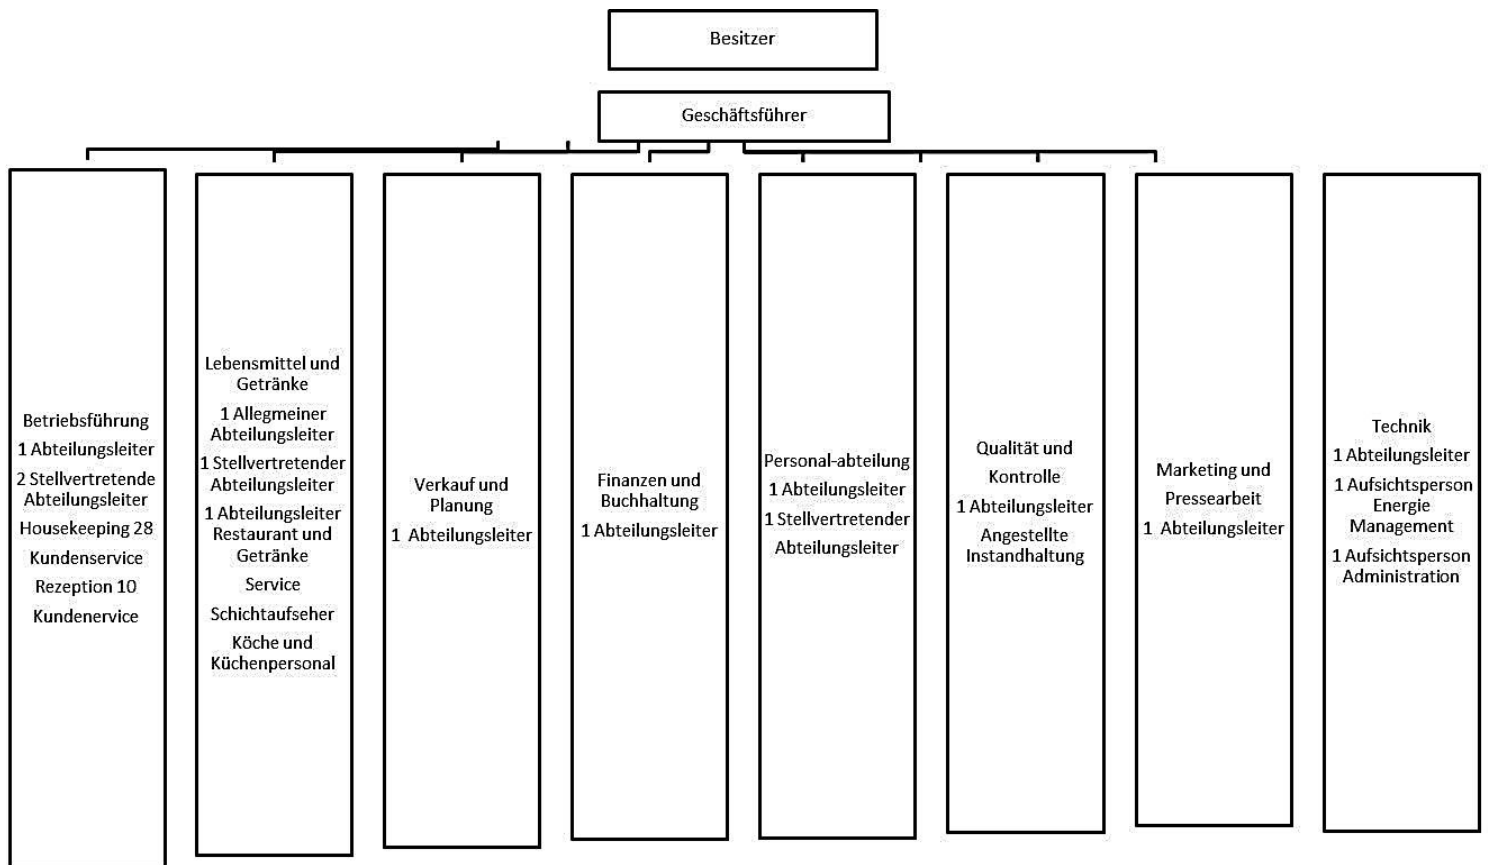 Besitzer
Geschäftsführer
Betriebsführung
1 Abteilungsleiter
2 Stellvertretende
Abteilungsleiter
Housekeeping 28
Kundenservice
Rezeption 10
Kundenervice
Lebensmittel und
Getränke
1 Allegmeiner
Abteilungsleiter
1 Stellvertretender
Abteilungsleiter
1 Abteilungsleiter
Restaurant und
Getränke
Service
Schichtaufseher
Köche und
Küchenpersonal
Verkauf und
Planung
1 Abteilungsleiter
Finanzen und
Buchhaltung
1 Abteilungsleiter
Personal-abteilung
1 Abteilungsleiter
1 Stellvertretender
Abteilungsleiter
Qualität und
Kontrolle
1 Abteilungsleiter
Angestellte
Instandhaltung
Marketing und
Pressearbeit
1 Abteilungsleiter
Technik
1 Abteilungsleiter
1 Aufsichtsperson
Energie
Management
1 Aufsichtsperson
Administration